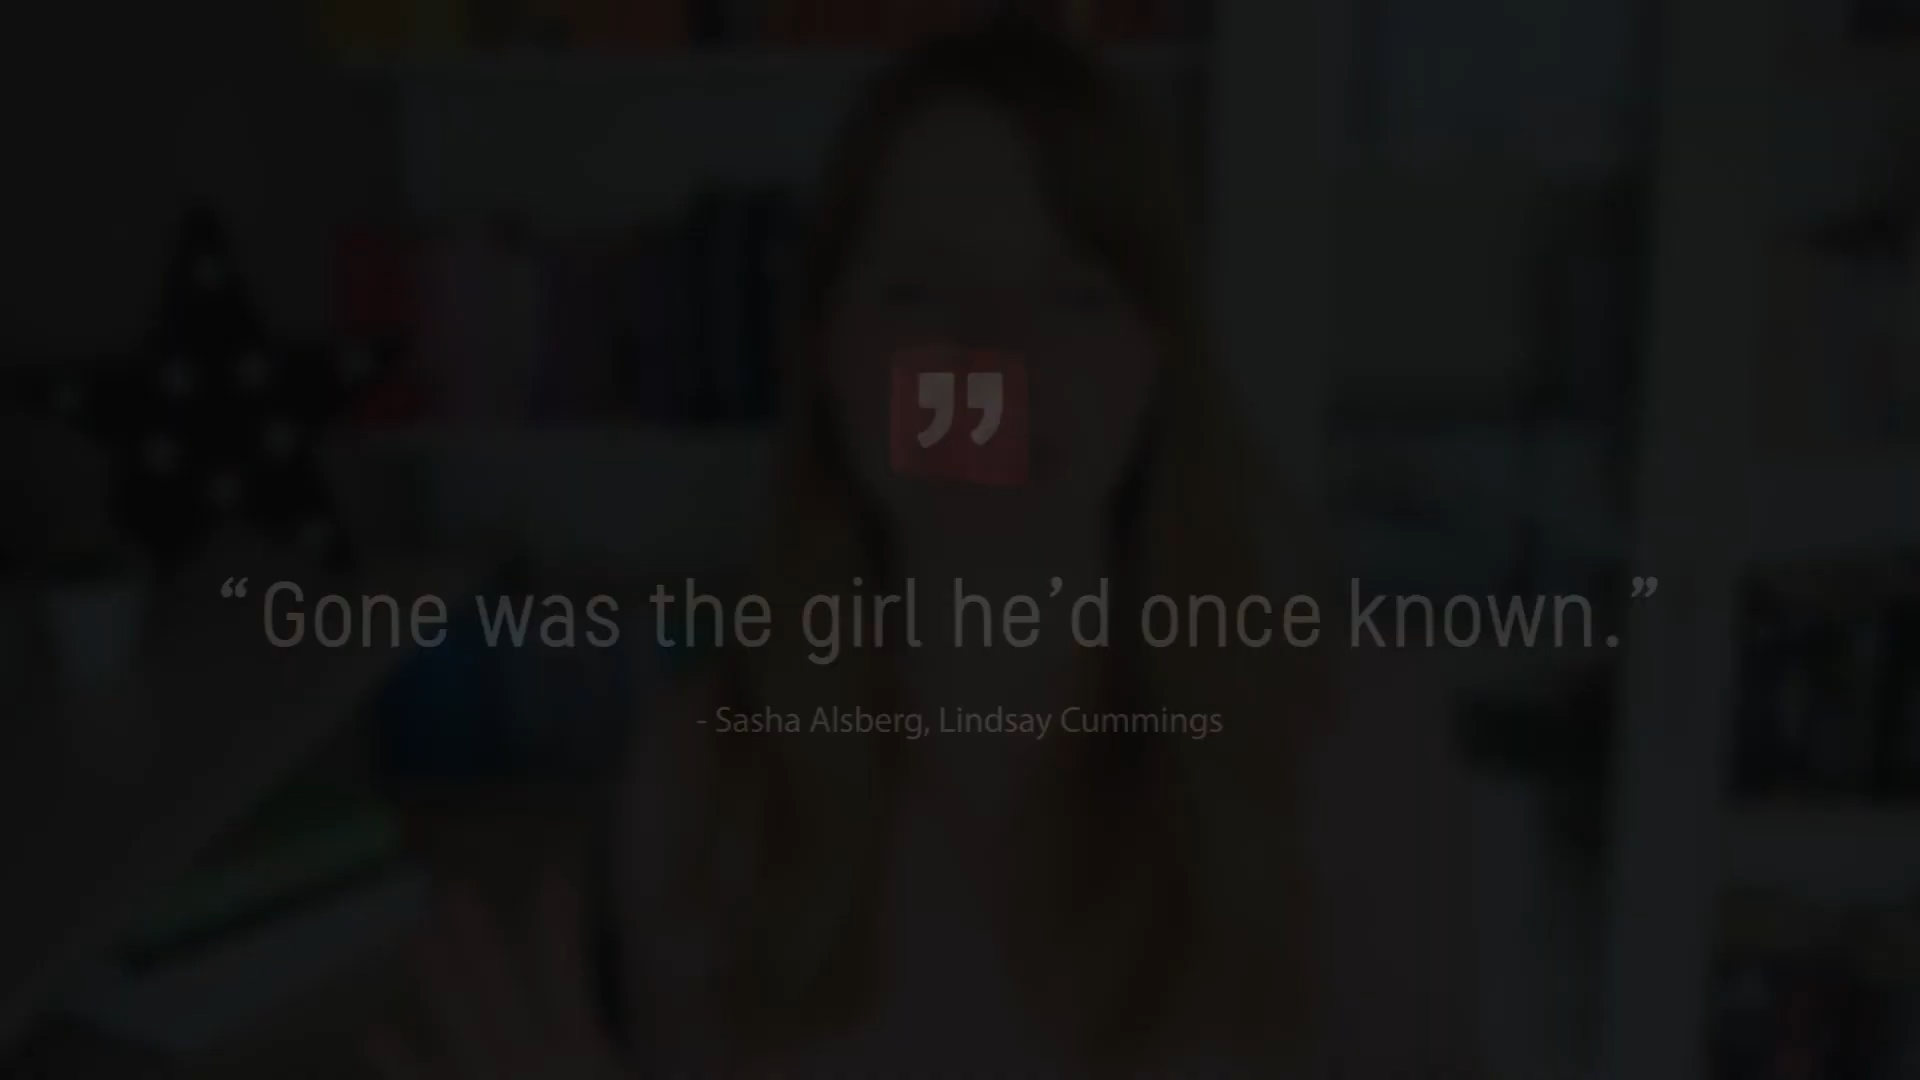 “Gone was the girl he’d once known.”
- Sasha Alsberg, Lindsay Cummings